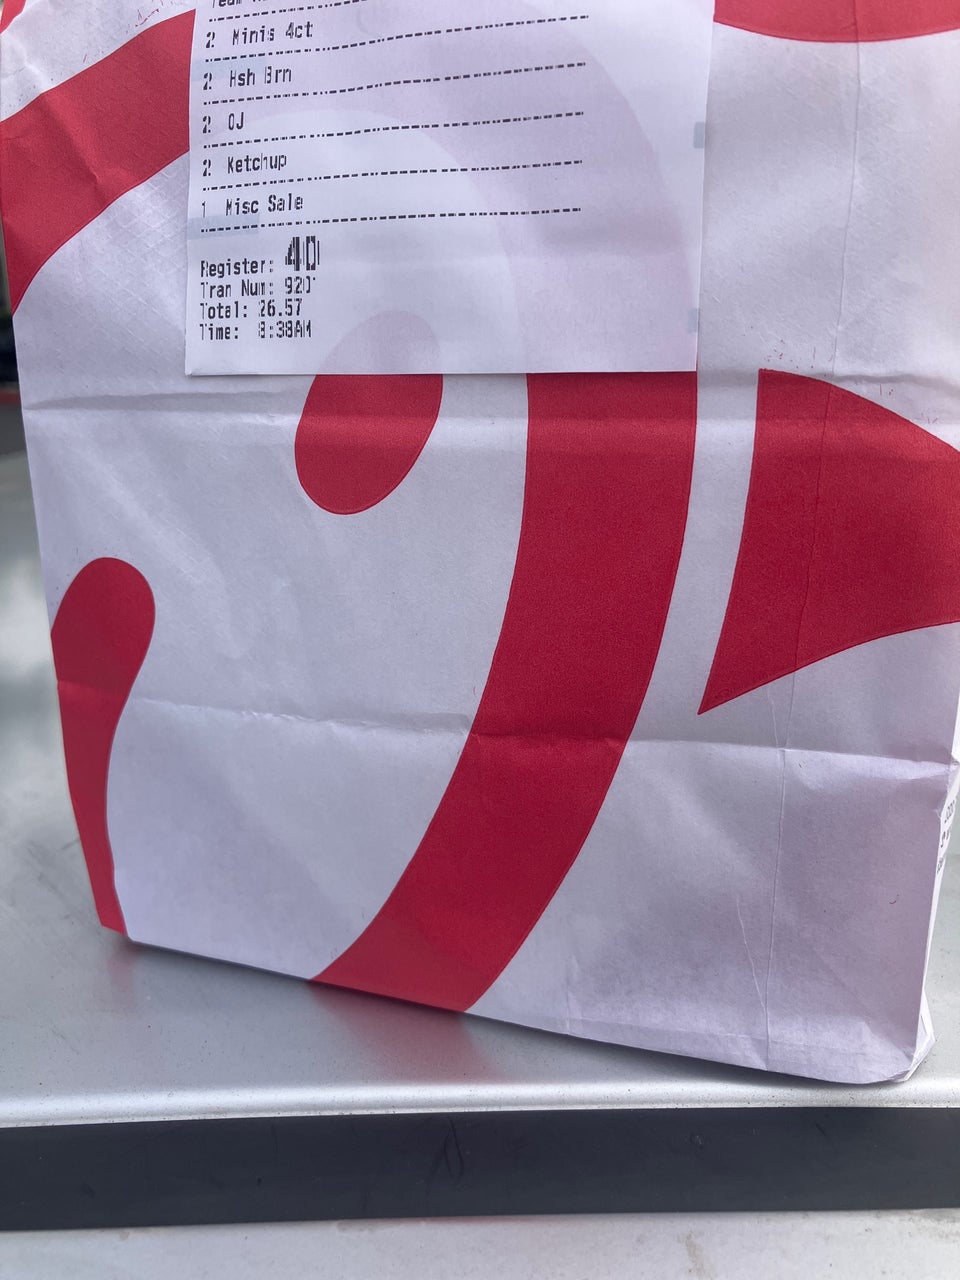 Team
2 Minis 4ct
2 Hsh Brn
2 OJ
2 Ketchup
1 Misc Sale
Register: 40
Tran Num:
Total: 26.57
Time: 8:38AM